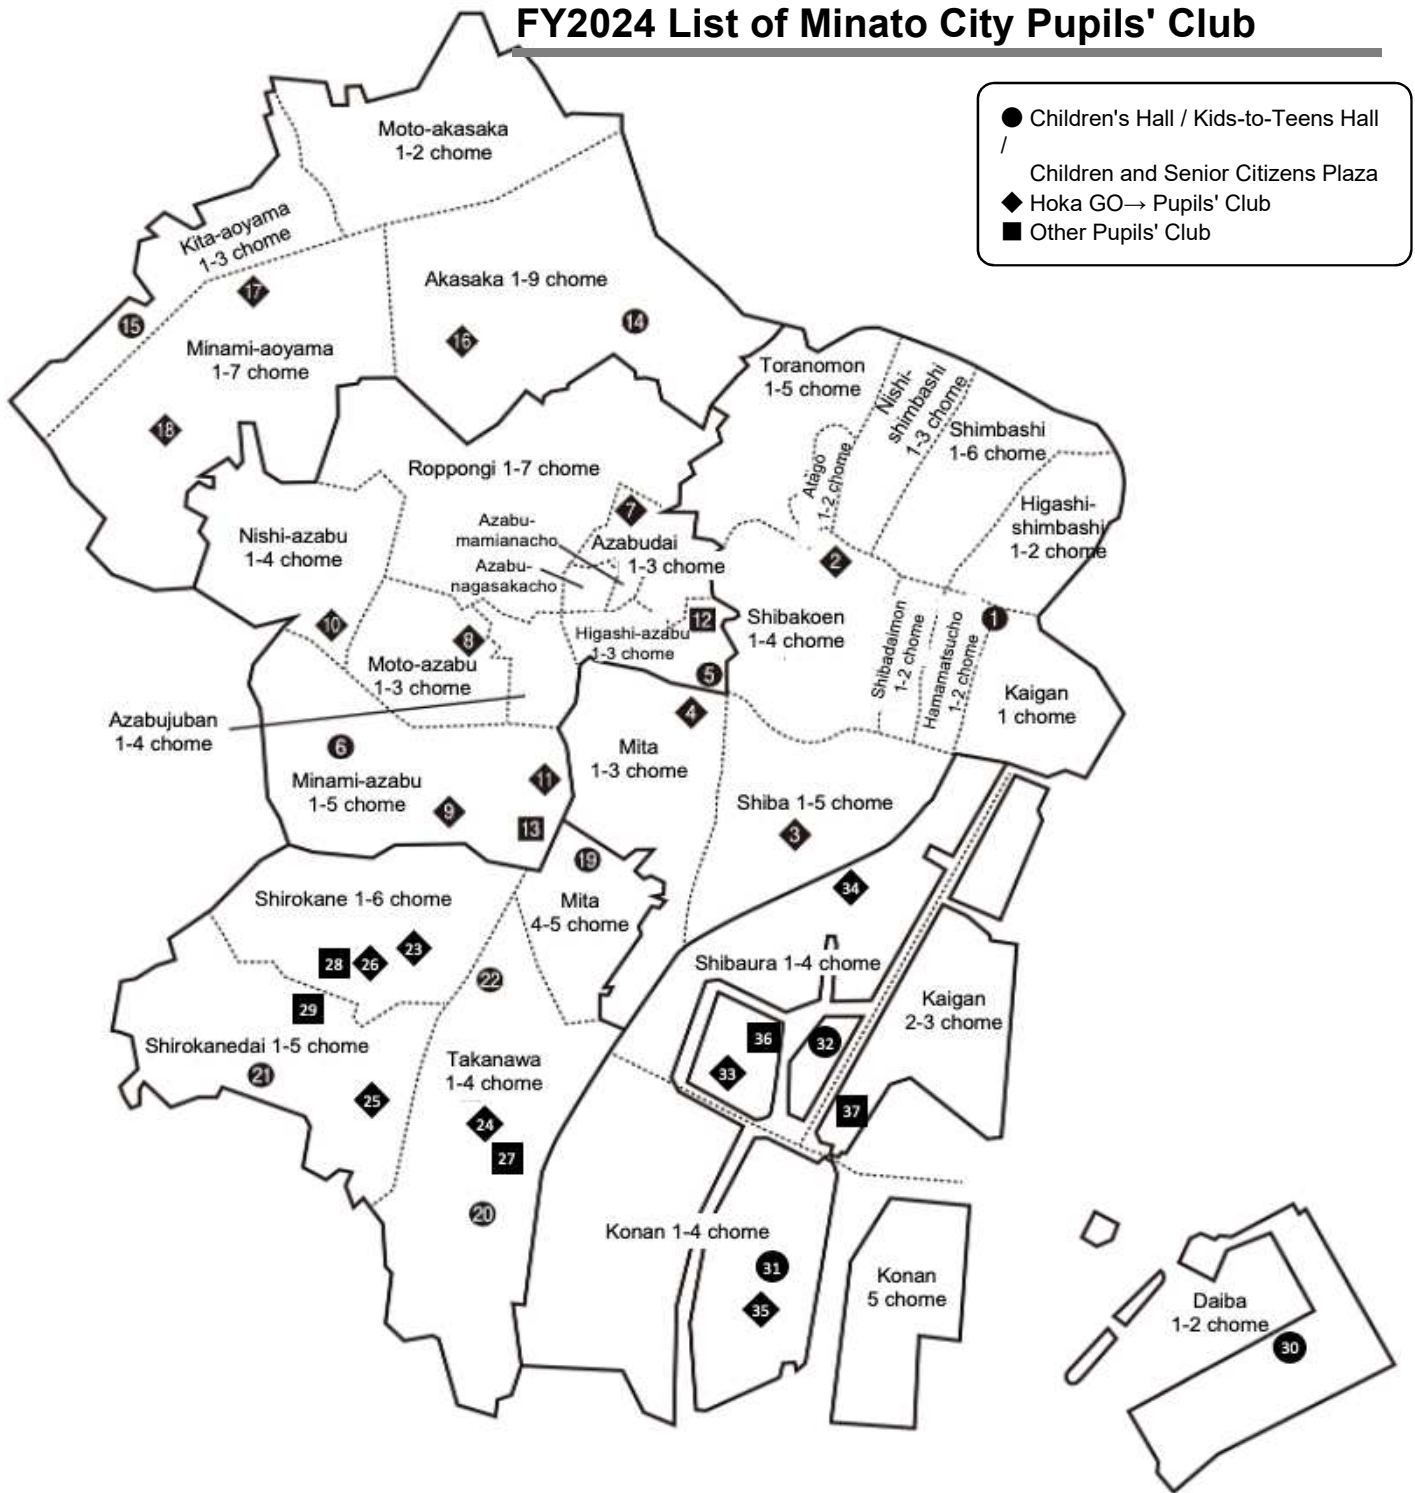 FY2024 List of Minato City Pupils' Club
Children's Hall / Kids-to-Teens Hall
/
Children and Senior Citizens Plaza
Hoka GO→ Pupils' Club
Other Pupils' Club
Moto-akasaka
1-2 chome
Kita-aoyama
1-3 chome
17
15
Akasaka 1-9 chome
14
16
Minami-aoyama
1-7 chome
18
Toranomon
1-5 chome
Nishi-
shimbashi
1-3 chome
Shimbashi
1-6 chome
Atago
1-2 chome
Higashi-
shimbashi
1-2 chome
Roppongi 1-7 chome
7
Azabu-
mamianacho
Azabudai
1-3 chome
Azabu-
nagasakacho
Nishi-azabu
1-4 chome
2
10
8
12
Higashi-azabu
1-3 chome
5
Shibakoen
1-4 chome
Shibadaimon
1-2 chome
Hamamatsucho
1-2 chome
1
Kaigan
1 chome
Moto-azabu
1-3 chome
Azabujuban
1-4 chome
4
6
Mita
1-3 chome
Minami-azabu
1-5 chome
11
9
13
Shiba 1-5 chome
3
19
34
Shirokane 1-6 chome
Mita
4-5 chome
23
28
26
22
29
Shibaura 1-4 chome
Kaigan
2-3 chome
36
32
33
37
Shirokanedai 1-5 chome
21
25
Takanawa
1-4 chome
24
27
20
Konan 1-4 chome
31
35
Konan
5 chome
Daiba
1-2 chome
30